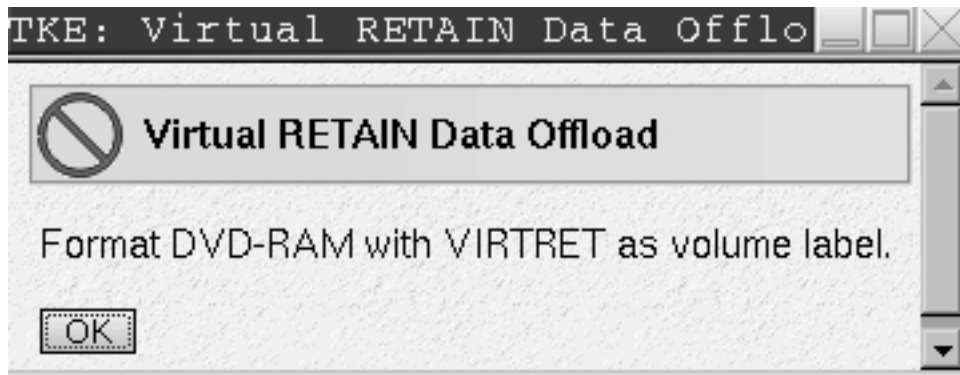 TKE: Virtual RETAIN Data Offlo
Virtual RETAIN Data Offload
Format DVD-RAM with VIRTRET as volume label.
OK